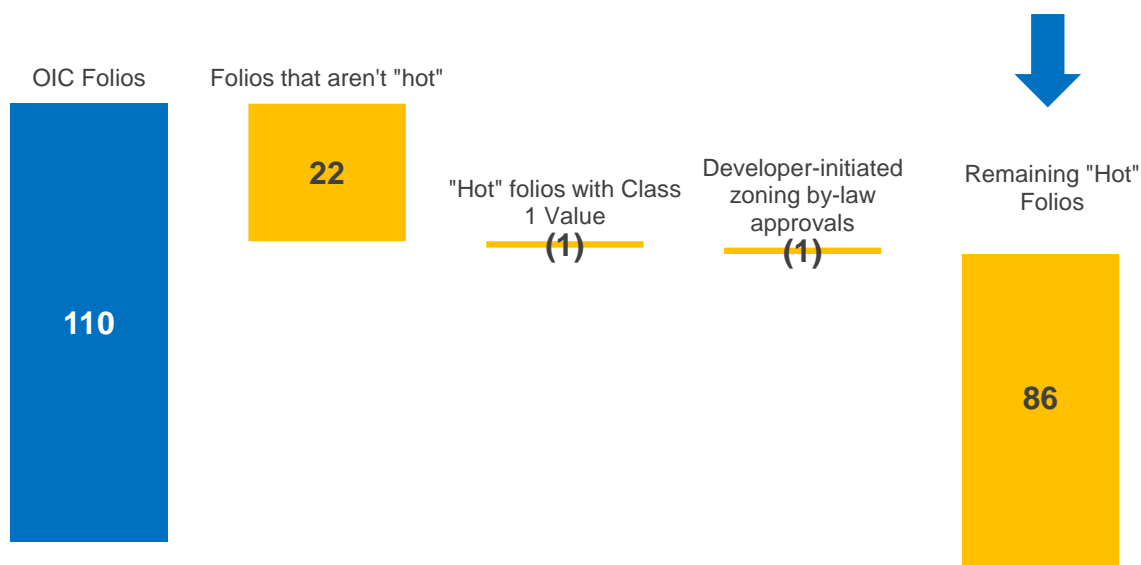 OIC Folios
110
Folios that aren't "hot"
22
"Hot" folios with Class
1 Value
(1)
Developer-initiated
zoning by-law
approvals
(1)
Remaining "Hot"
Folios
86